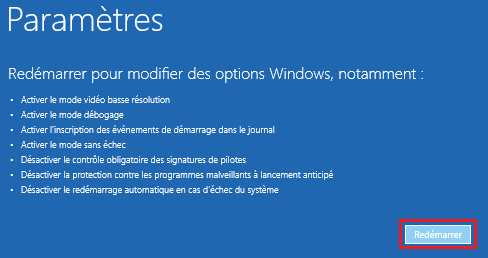 Paramètres
Redémarrer pour modifier des options Windows, notamment :
• Activer le mode vidéo basse résolution
• Activer le mode débogage
• Activer l'inscription des événements de démarrage dans le journal
• Activer le mode sans échec
• Désactiver le contrôle obligatoire des signatures de pilotes
• Désactiver la protection contre les programmes malveillants à lancement anticipé
• Désactiver le redémarrage automatique en cas d'échec du système
Redémarrer